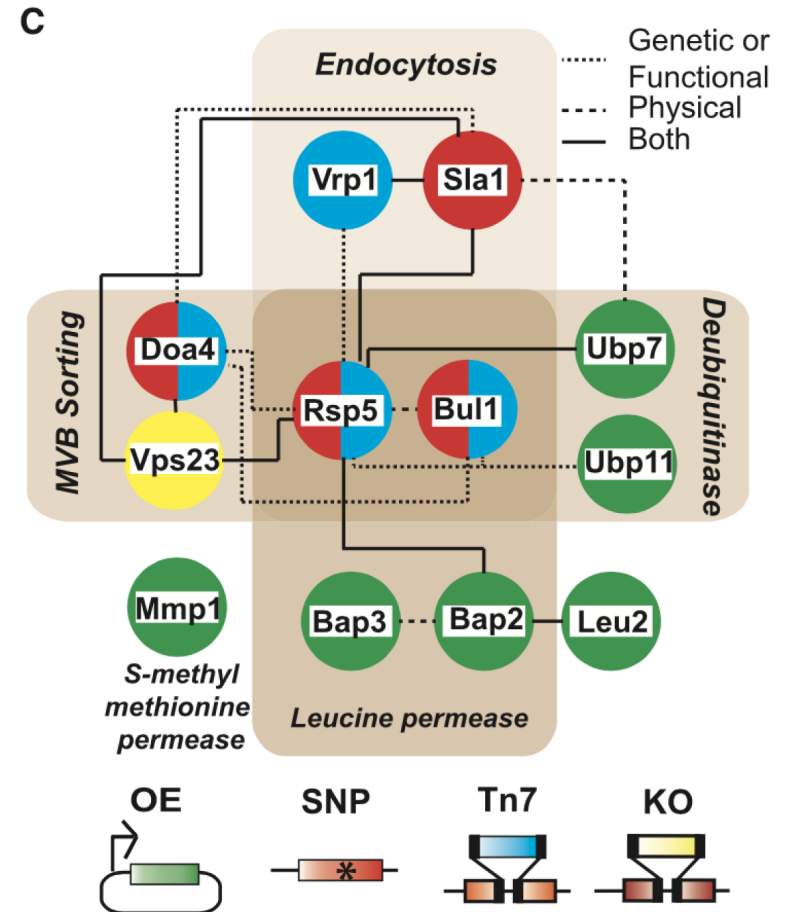 C
Endocytosis
Genetic or
Functional
Physical
Both
Vrp1
Sla1
MVB Sorting
Doa4
Ubp7
Deubiquitinase
Rsp5
Bul1
Vps23
Ubp11
Mmp1
Bap3
Bap2
Leu2
S-methyl
methionine
permease
Leucine permease
OE
SNP
Tn7
KO
*